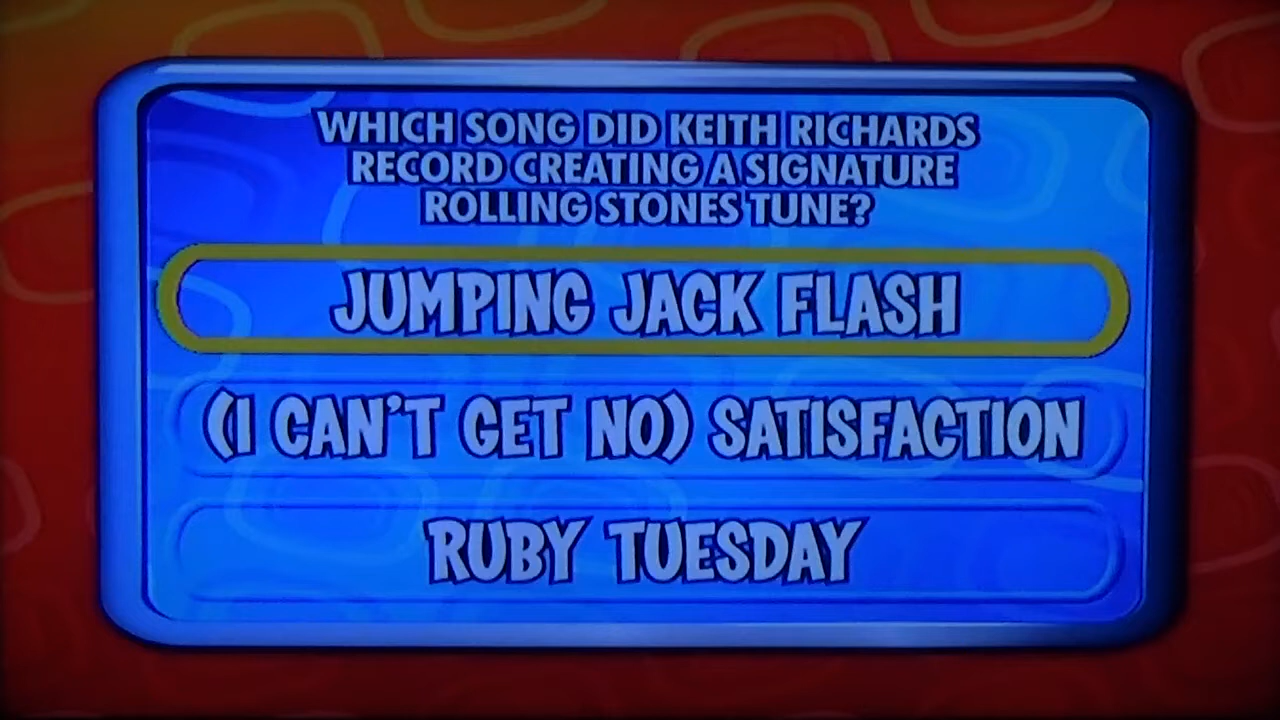 WHICH SONG DID KEITH RICHARDS
RECORD CREATING A SIGNATURE
ROLLING STONES TUNE?
JUMPING JACK FLASH
(I CAN'T GET NO) SATISFACTION
RUBY TUESDAY